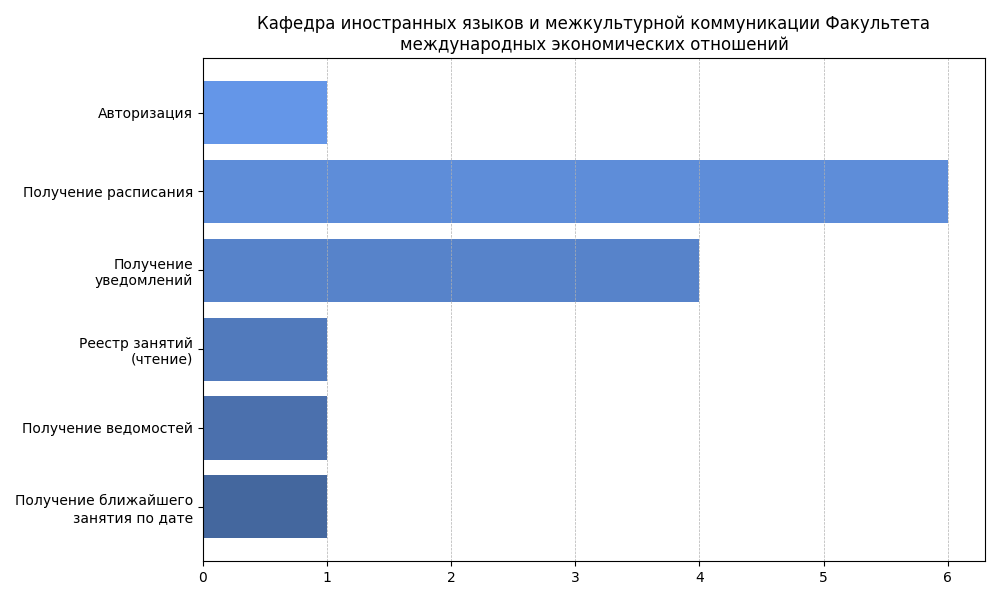 Кафедра иностранных языков и межкультурной коммуникации Факультета
международных экономических отношений
Авторизация
Получение расписания
Получение
уведомлений
Реестр занятий
(чтение)
Получение ведомостей
Получение ближайшего
занятия по дате
0 1 2 3 4 5 6